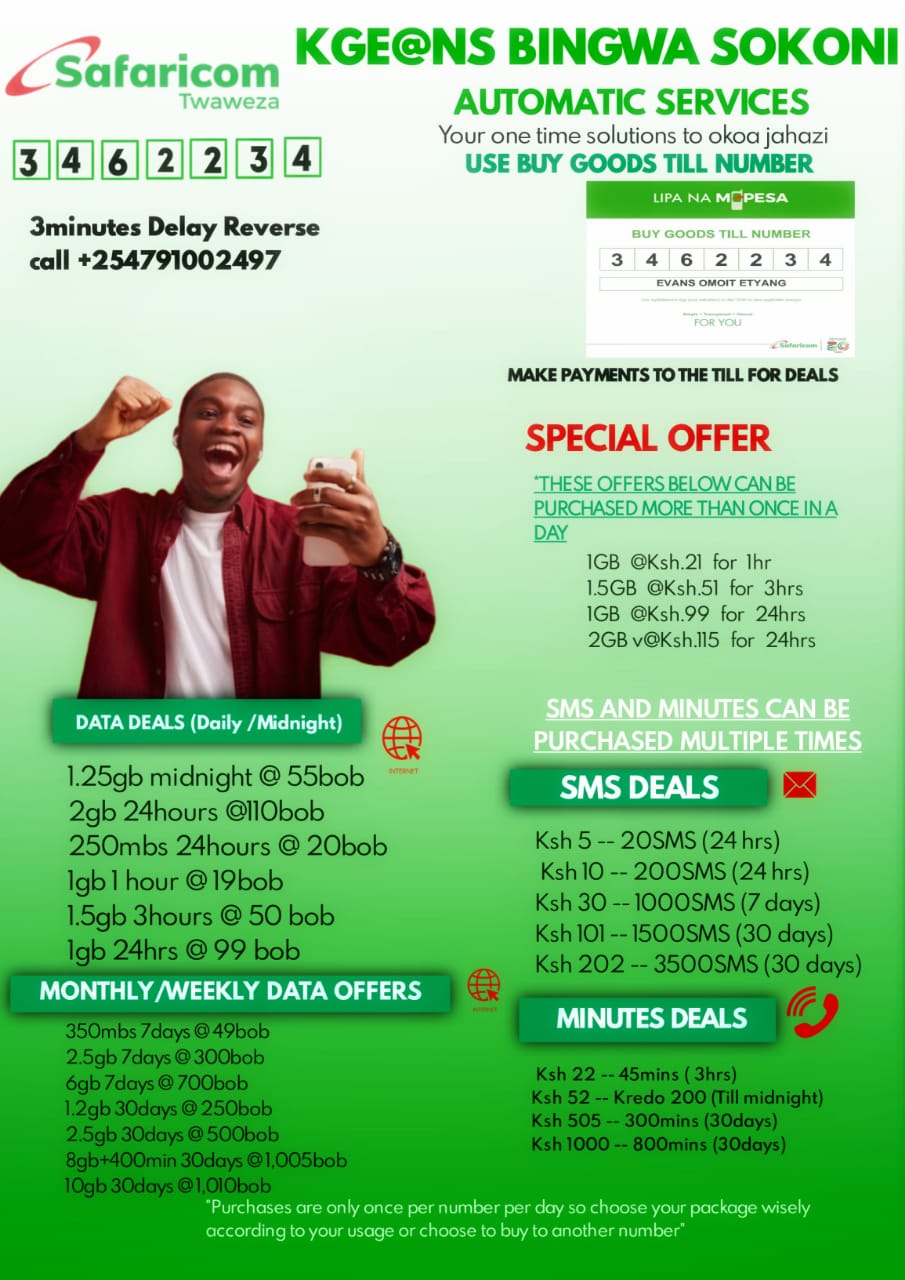 Safaricom
Twaweza
KGE@NS BINGWA SOKONI
AUTOMATIC SERVICES
Your one time solutions to okoa jahazi
USE BUY GOODS TILL NUMBER
3 4 6 2 2 3 4
3minutes Delay Reverse
call +254791002497
LIPA NA M-PESA
BUY GOODS TILL NUMBER
3 4 6 2 2 3 4
EVANS OMOIT ETYANG
Simple • Transparent • Honest
FOR YOU
Safaricom
MAKE PAYMENTS TO THE TILL FOR DEALS
SPECIAL OFFER
*THESE OFFERS BELOW CAN BE
PURCHASED MORE THAN ONCE IN A
DAY
1GB @Ksh.21 for 1hr
1.5GB @Ksh.51 for 3hrs
1GB @Ksh.99 for 24hrs
2GB v@Ksh.115 for 24hrs
DATA DEALS (Daily /Midnight)
INTERNET
1.25gb midnight @ 55bob
2gb 24hours @110bob
250mbs 24hours @ 20bob
1gb 1 hour @ 19bob
1.5gb 3hours @ 50 bob
1gb 24hrs @ 99 bob
MONTHLY/WEEKLY DATA OFFERS
INTERNET
350mbs 7days @ 49bob
2.5gb 7days @ 300bob
6gb 7days @ 700bob
1.2gb 30days @ 250bob
2.5gb 30days @ 500bob
8gb+400min 30days @1,005bob
10gb 30days @1,010bob
SMS AND MINUTES CAN BE
PURCHASED MULTIPLE TIMES
SMS DEALS
Ksh 5 -- 20SMS (24 hrs)
Ksh 10 -- 200SMS (24 hrs)
Ksh 30 -- 1000SMS (7 days)
Ksh 101 -- 1500SMS (30 days)
Ksh 202 -- 3500SMS (30 days)
MINUTES DEALS
Ksh 22 -- 45mins ( 3hrs)
Ksh 52 -- Kredo 200 (Till midnight)
Ksh 505 -- 300mins (30days)
Ksh 1000 -- 800mins (30days)
"Purchases are only once per number per day so choose your package wisely
according to your usage or choose to buy to another number"